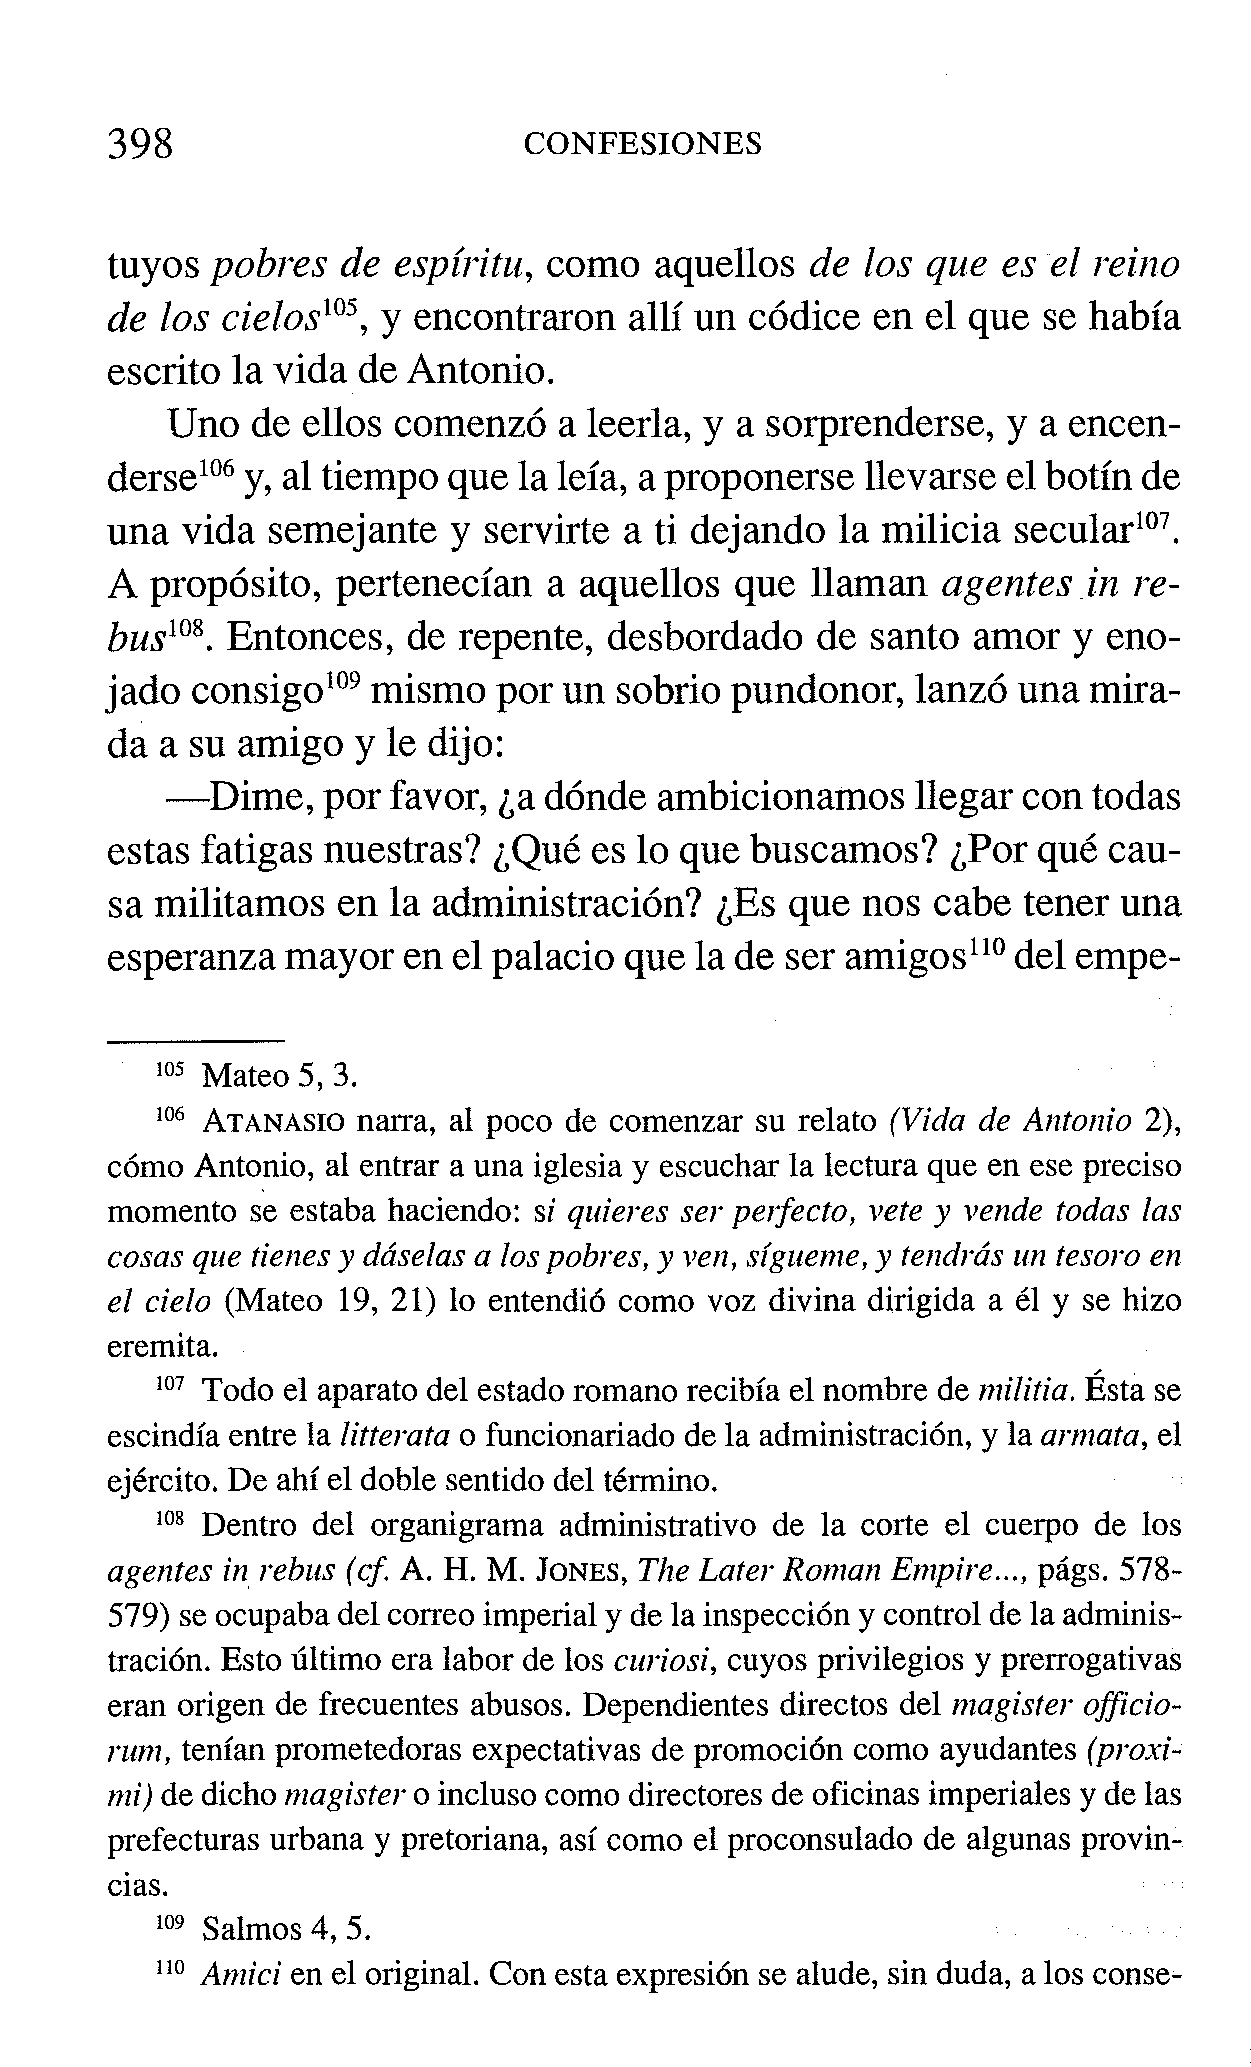 398 CONFESIONES
tuyos pobres de espíritu, como aquellos de los que es el reino
de los cielos¹⁰⁵, y encontraron allí un códice en el que se había
escrito la vida de Antonio.
Uno de ellos comenzó a leerla, y a sorprenderse, y a encen-
derse¹⁰⁶ y, al tiempo que la leía, a proponerse llevarse el botín de
una vida semejante y servirte a ti dejando la milicia secular¹⁰⁷.
A propósito, pertenecían a aquellos que llaman agentes in re-
bus¹⁰⁸. Entonces, de repente, desbordado de santo amor y eno-
jado consigo¹⁰⁹ mismo por un sobrio pundonor, lanzó una mira-
da a su amigo y le dijo:
—Dime, por favor, ¿a dónde ambicionamos llegar con todas
estas fatigas nuestras? ¿Qué es lo que buscamos? ¿Por qué cau-
sa militamos en la administración? ¿Es que nos cabe tener una
esperanza mayor en el palacio que la de ser amigos¹¹⁰ del empe-
¹⁰⁵ Mateo 5, 3.
¹⁰⁶ ATANASIO narra, al poco de comenzar su relato (Vida de Antonio 2),
cómo Antonio, al entrar a una iglesia y escuchar la lectura que en ese preciso
momento se estaba haciendo: si quieres ser perfecto, vete y vende todas las
cosas que tienes y dáselas a los pobres, y ven, sígueme, y tendrás un tesoro en
el cielo (Mateo 19, 21) lo entendió como voz divina dirigida a él y se hizo
eremita.
¹⁰⁷ Todo el aparato del estado romano recibía el nombre de militia. Ésta se
escindía entre la litterata o funcionariado de la administración, y la armata, el
ejército. De ahí el doble sentido del término.
¹⁰⁸ Dentro del organigrama administrativo de la corte el cuerpo de los
agentes in rebus (cf. A. H. M. JONES, The Later Roman Empire..., págs. 578-
579) se ocupaba del correo imperial y de la inspección y control de la adminis-
tración. Esto último era labor de los curiosi, cuyos privilegios y prerrogativas
eran origen de frecuentes abusos. Dependientes directos del magister officio-
rum, tenían prometedoras expectativas de promoción como ayudantes (proxi-
mi) de dicho magister o incluso como directores de oficinas imperiales y de las
prefecturas urbana y pretoriana, así como el proconsulado de algunas provin-
cias.
¹⁰⁹ Salmos 4, 5.
¹¹⁰ Amici en el original. Con esta expresión se alude, sin duda, a los conse-